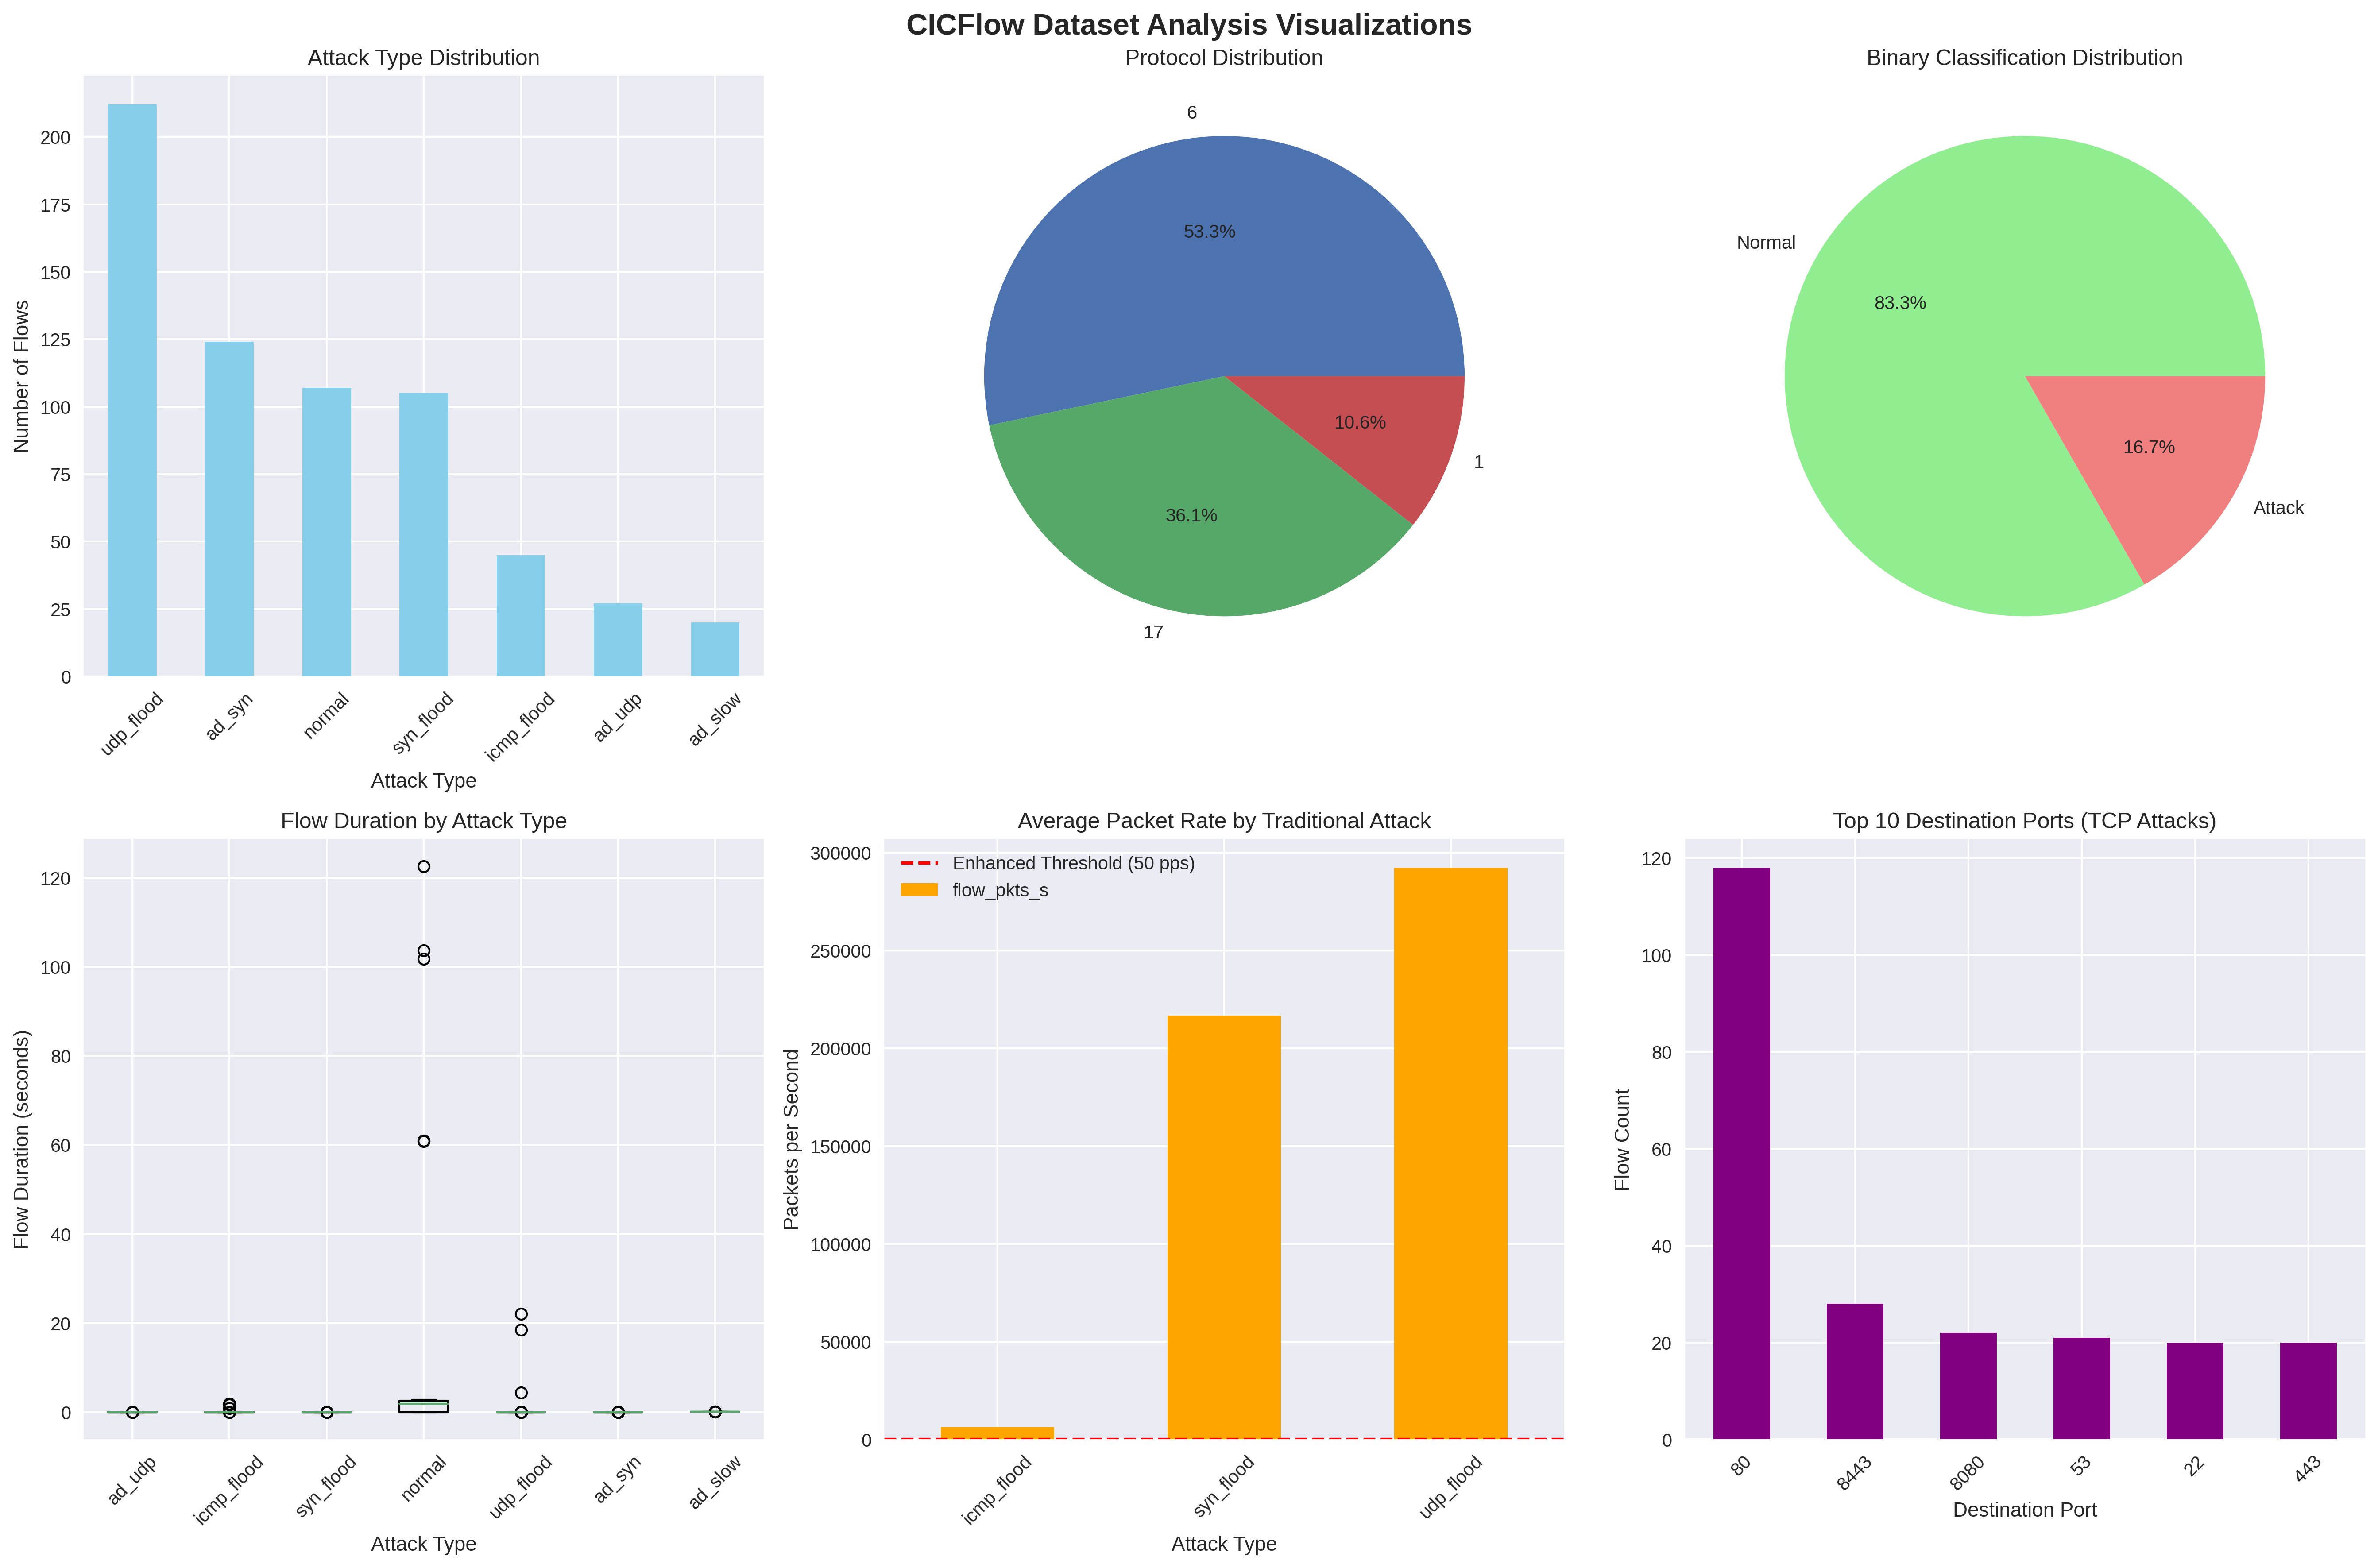 CICFlow Dataset Analysis Visualizations
Attack Type Distribution
Number of Flows
200
175
150
125
100
75
50
25
0
udp_flood
ad_syn
normal
syn_flood
icmp_flood
ad_udp
ad_slow
Attack Type
Protocol Distribution
6
53.3%
10.6%
1
36.1%
17
Binary Classification Distribution
Normal
83.3%
16.7%
Attack
Flow Duration by Attack Type
Flow Duration (seconds)
120
100
80
60
40
20
0
ad_udp
icmp_flood
syn_flood
normal
udp_flood
ad_syn
ad_slow
Attack Type
Average Packet Rate by Traditional Attack
Enhanced Threshold (50 pps)
flow_pkts_s
Packets per Second
300000
250000
200000
150000
100000
50000
0
icmp_flood
syn_flood
udp_flood
Attack Type
Top 10 Destination Ports (TCP Attacks)
Flow Count
120
100
80
60
40
20
0
80
8443
8080
53
22
443
Destination Port